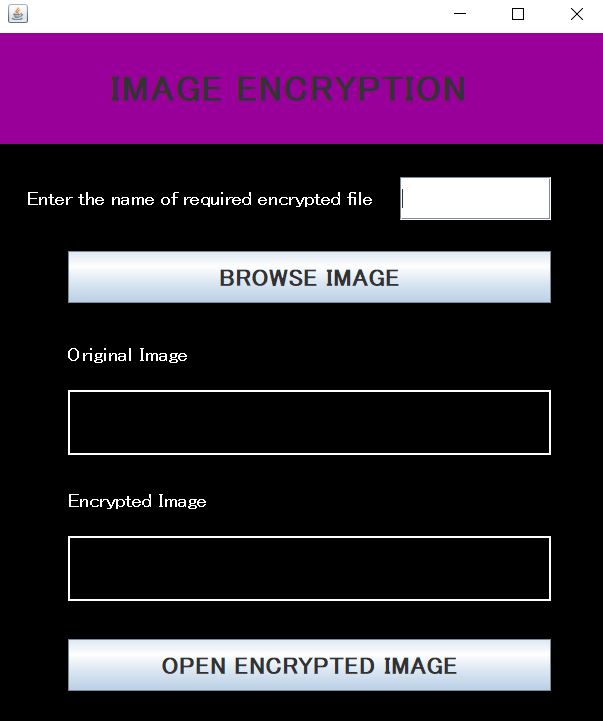 IMAGE ENCRYPTION
Enter the name of required encrypted file
BROWSE IMAGE
Original Image
Encrypted Image
OPEN ENCRYPTED IMAGE